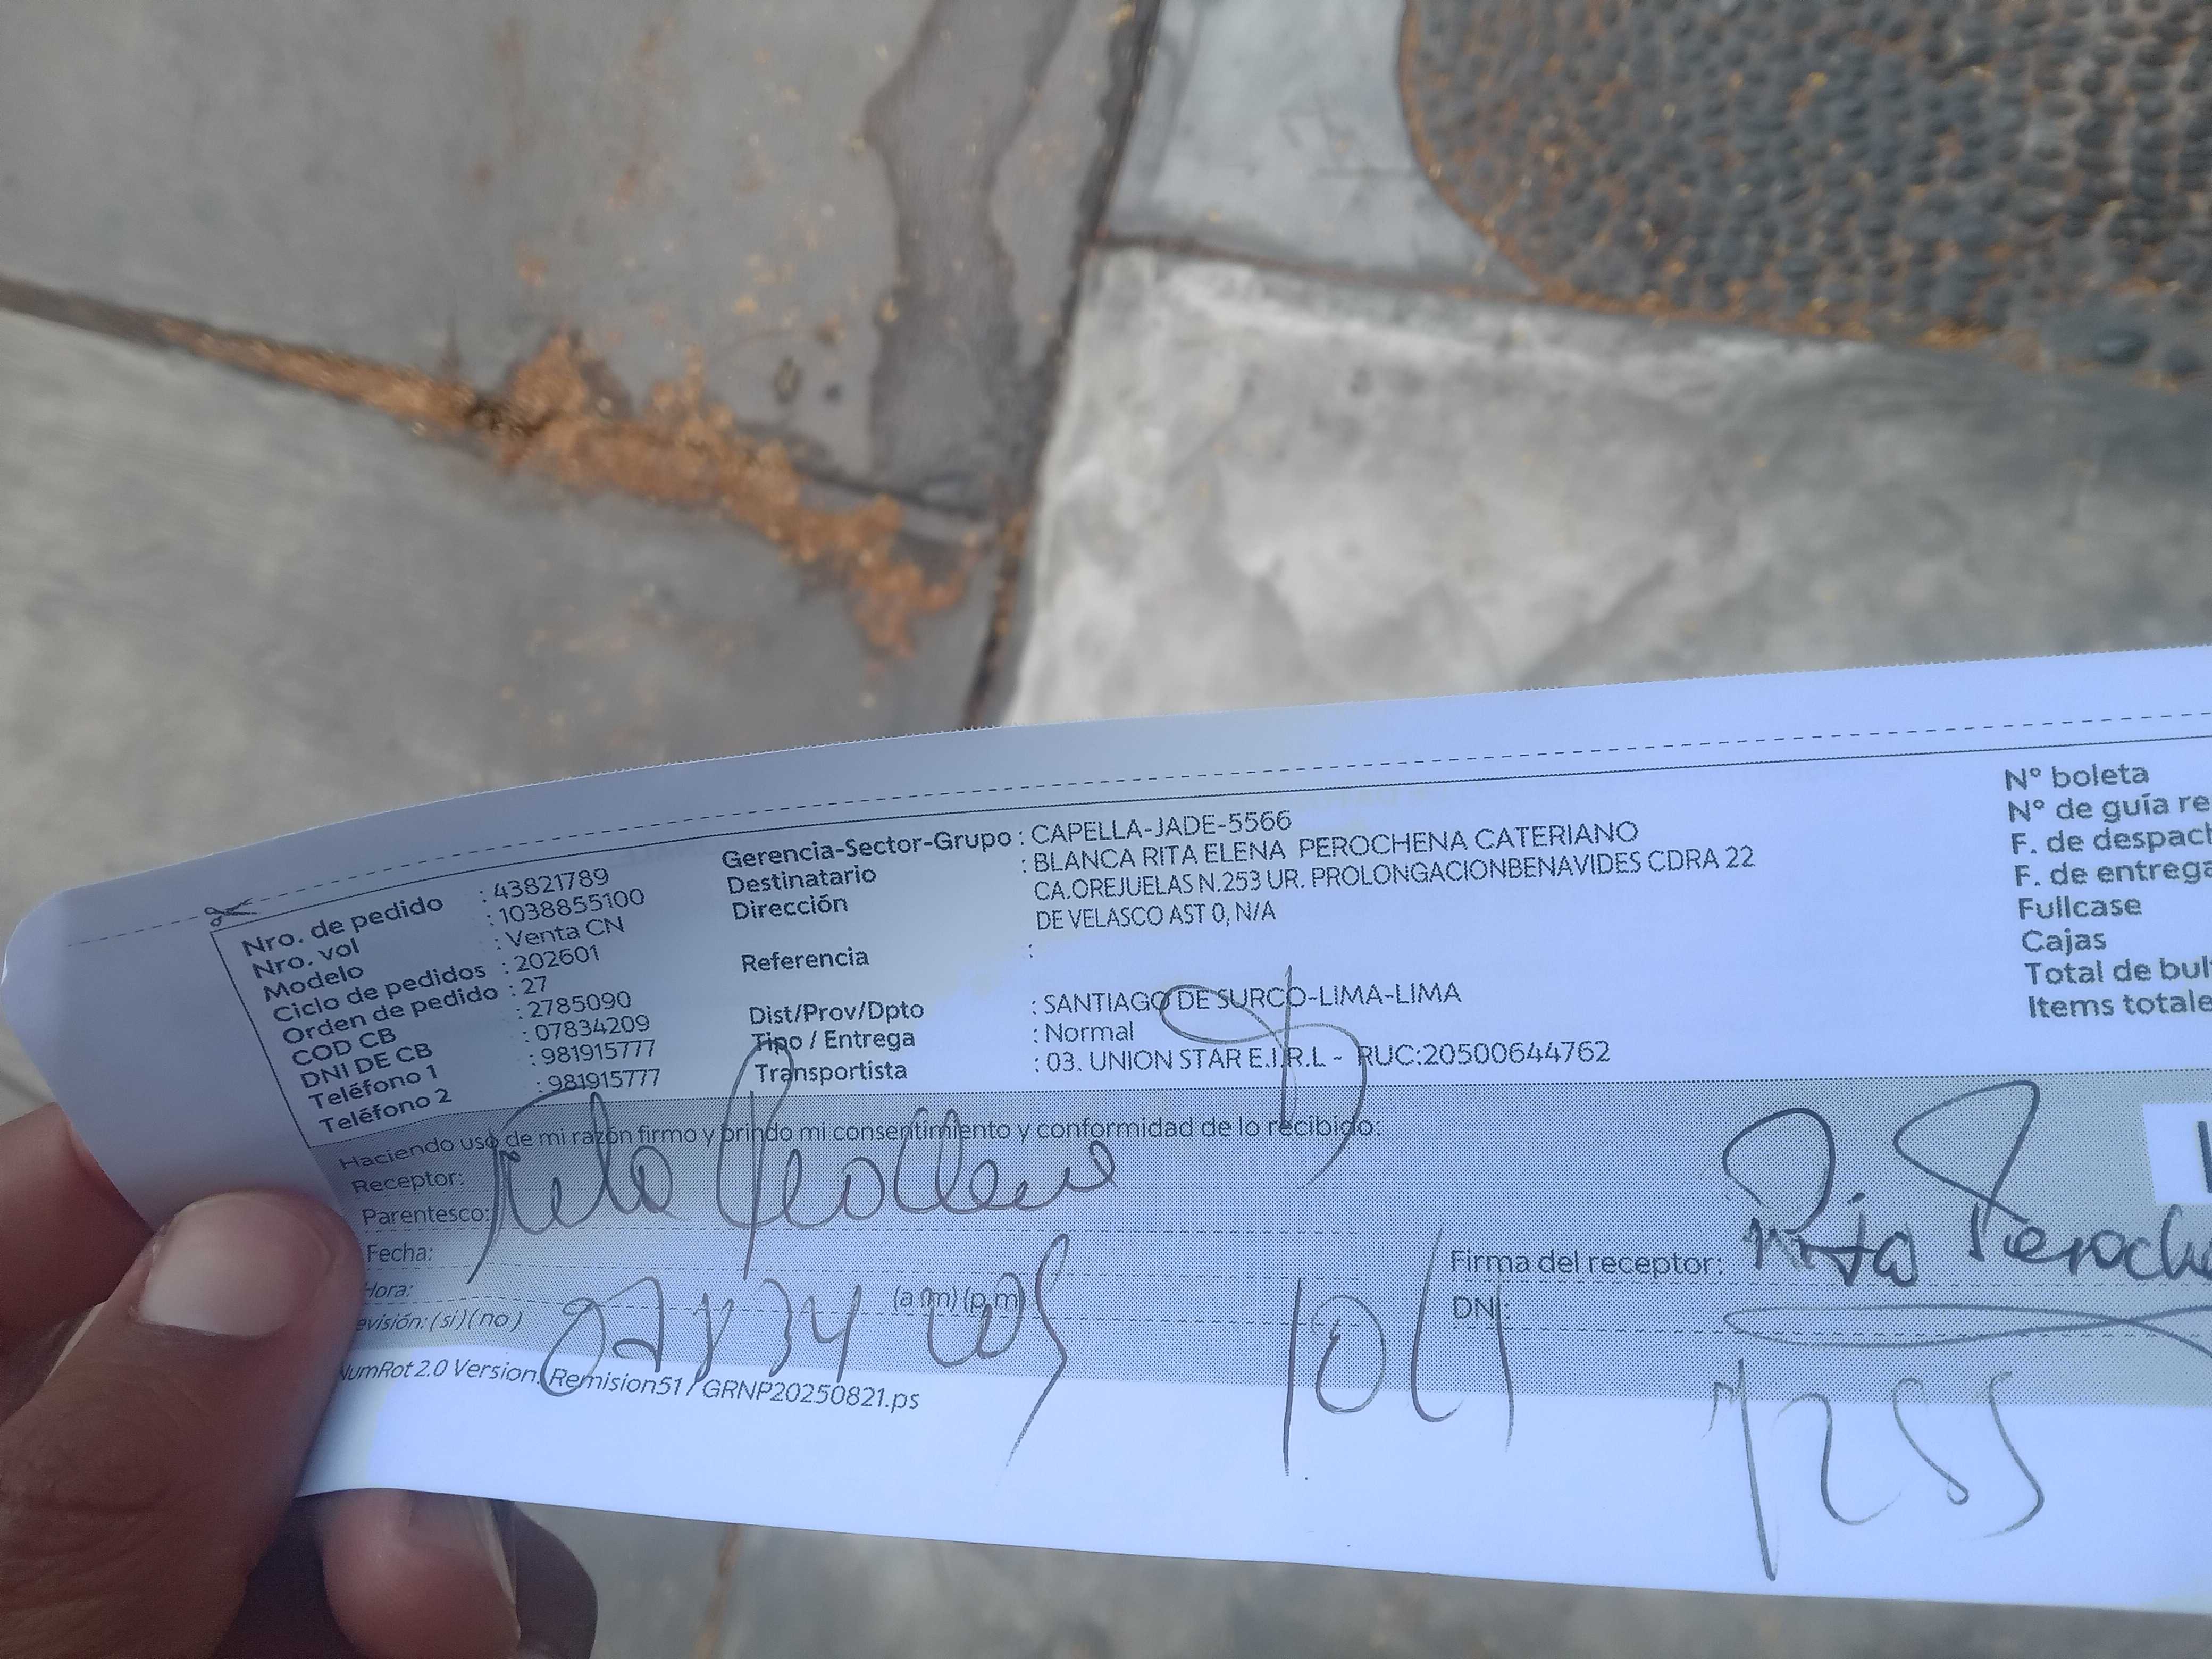 Nro. de pedido : 43821789
Nro. vol : 1038855100
Modelo : Venta CN
Ciclo de pedidos : 202601
Orden de pedido : 27
COD CB : 2785090
DNI DE CB : 07834209
Teléfono 1 : 981915777
Teléfono 2 : 981915777
Gerencia-Sector-Grupo : CAPELLA-JADE-5566
Destinatario : BLANCA RITA ELENA PEROCHENA CATERIANO
Dirección CA.OREJUELAS N.253 UR. PROLONGACIONBENAVIDES CDRA 22
DE VELASCO AST 0, N/A
Referencia :
Dist/Prov/Dpto : SANTIAGO DE SURCO-LIMA-LIMA
Tipo / Entrega : Normal
Transportista : 03. UNION STAR E.I.R.L - RUC:20500644762
N° boleta
N° de guía re
F. de despach
F. de entrega
Fullcase
Cajas
Total de bul
Items totale
Haciendo uso de mi razón firmo y brindo mi consentimiento y conformidad de lo recibido:
Receptor:
Parentesco:
Fecha:
Hora: (a.m) (p.m)
evisión: (si) (no)
Firma del receptor: Rita Peroche
DNI:
NumRot 2.0 Version. Remision51 / GRNP20250821.ps